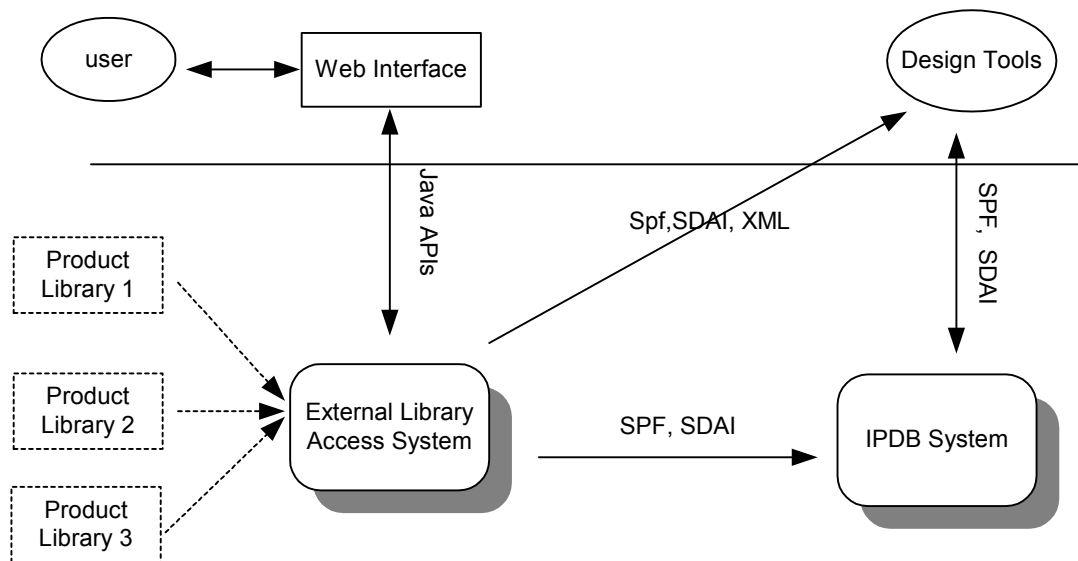 user
Web Interface
Design Tools
Java APIs
Spf,SDAI, XML
SPF, SDAI
Product
Library 1
Product
Library 2
Product
Library 3
External Library
Access System
SPF, SDAI
IPDB System